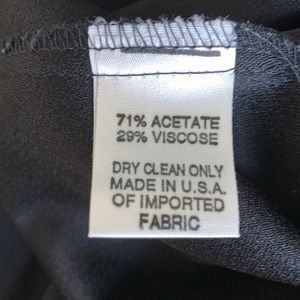 71% ACETATE
29% VISCOSE
DRY CLEAN ONLY
MADE IN U.S.A.
OF IMPORTED
FABRIC